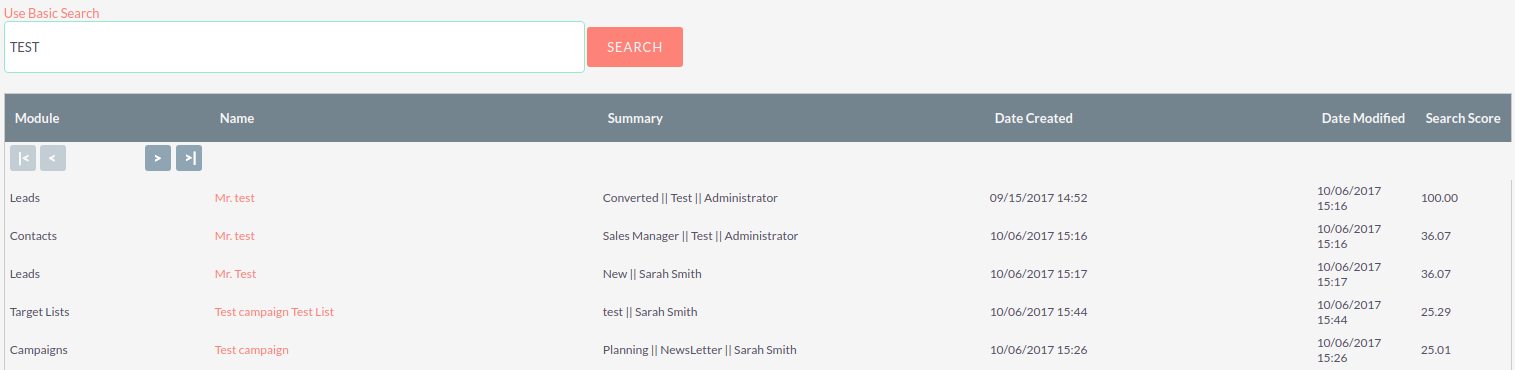 Use Basic Search
TEST
SEARCH
Module Name Summary Date Created Date Modified Search Score
|< < > >|
Leads Mr. test Converted || Test || Administrator 09/15/2017 14:52 10/06/2017 15:16 100.00
Contacts Mr. test Sales Manager || Test || Administrator 10/06/2017 15:16 10/06/2017 15:16 36.07
Leads Mr. Test New || Sarah Smith 10/06/2017 15:17 10/06/2017 15:17 36.07
Target Lists Test campaign Test List test || Sarah Smith 10/06/2017 15:44 10/06/2017 15:44 25.29
Campaigns Test campaign Planning || NewsLetter || Sarah Smith 10/06/2017 15:26 10/06/2017 15:26 25.01